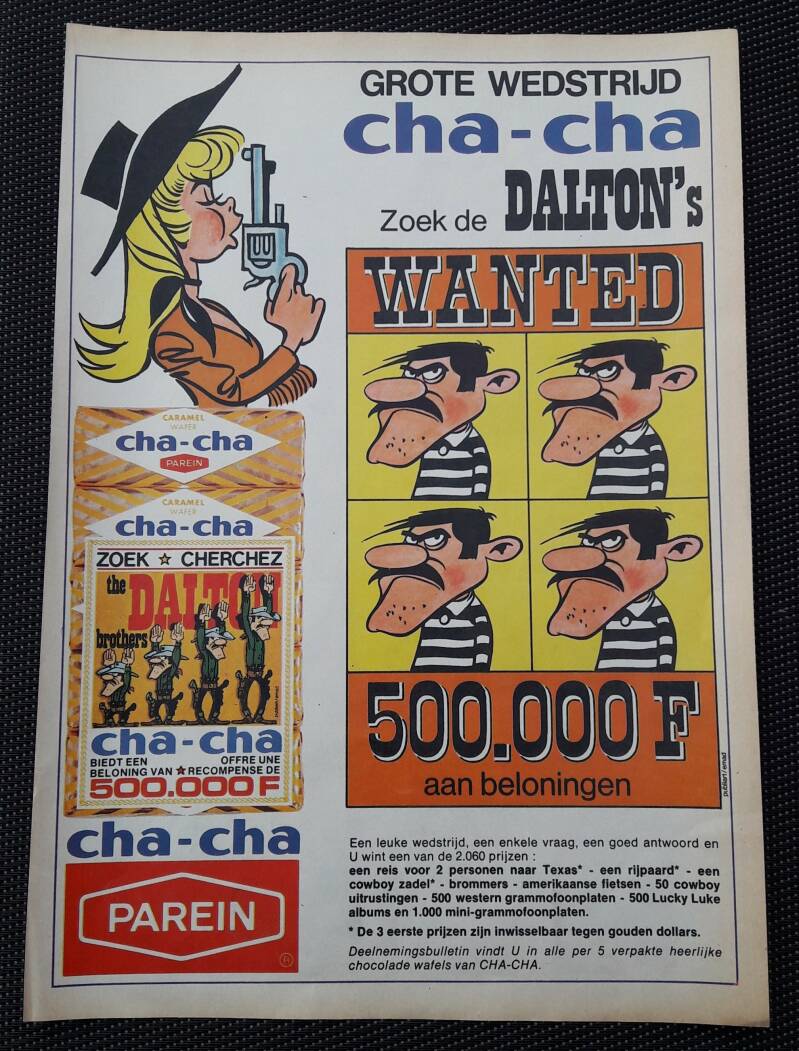 GROTE WEDSTRIJD
cha-cha
Zoek de DALTON's
WANTED
500.000 F
aan beloningen
publiart/emad
CARAMEL
WAFER
cha-cha
PAREIN
CARAMEL
WAFER
cha-cha
ZOEK ★ CHERCHEZ
the DALTON
brothers
cha-cha
BIEDT EEN OFFRE UNE
BELONING VAN ★ RECOMPENSE DE
500.000 F
cha-cha
PAREIN
R
Een leuke wedstrijd, een enkele vraag, een goed antwoord en
U wint een van de 2.060 prijzen :
een reis voor 2 personen naar Texas* - een rijpaard* - een
cowboy zadel* - brommers - amerikaanse fietsen - 50 cowboy
uitrustingen - 500 western grammofoonplaten - 500 Lucky Luke
albums en 1.000 mini-grammofoonplaten.
* De 3 eerste prijzen zijn inwisselbaar tegen gouden dollars.
Deelnemingsbulletin vindt U in alle per 5 verpakte heerlijke
chocolade wafels van CHA-CHA.